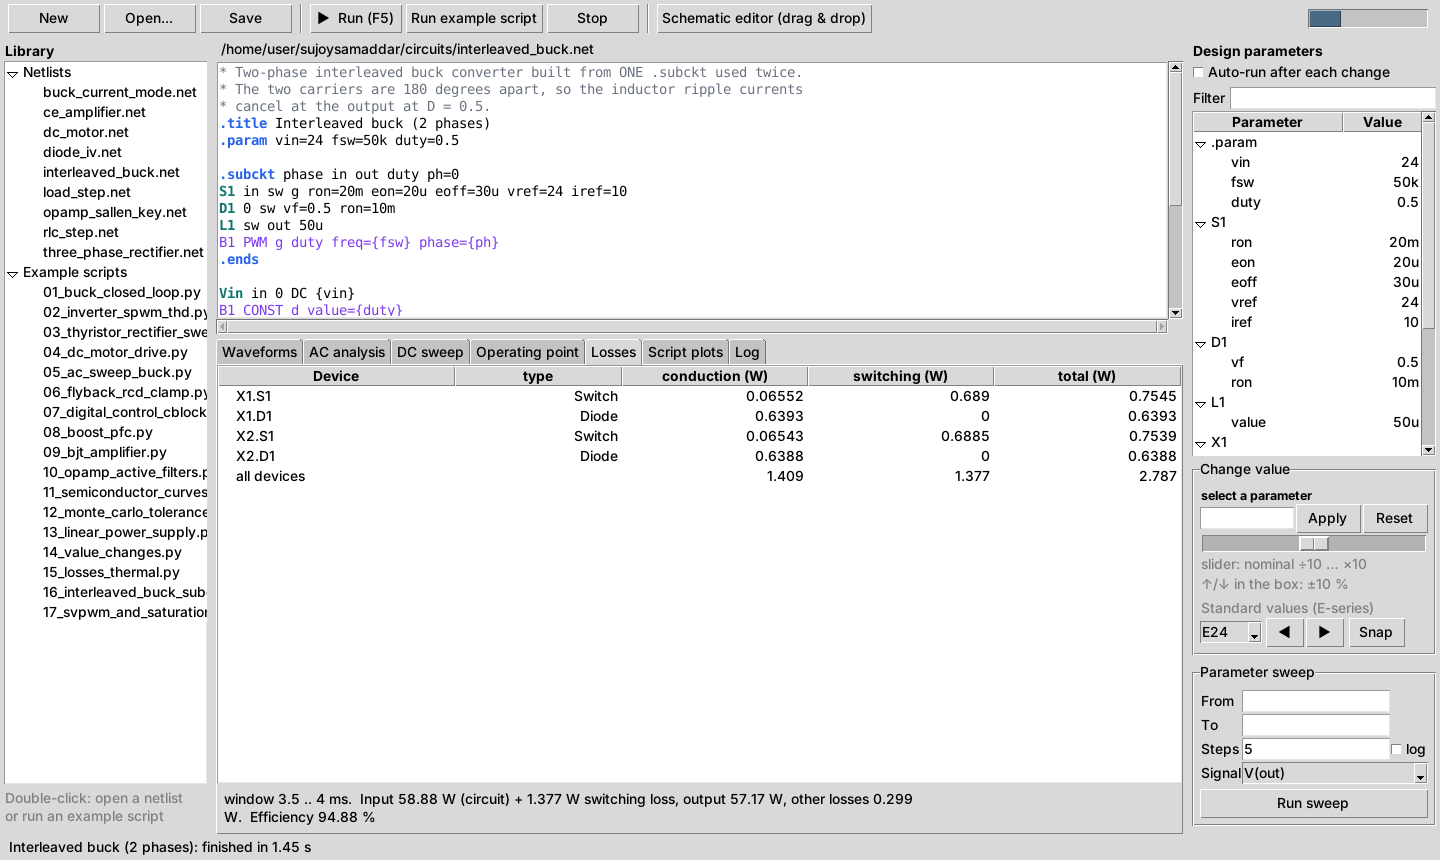 New
Open...
Save
▶ Run (F5)
Run example script
Stop
Schematic editor (drag & drop)
Library
Netlists
buck_current_mode.net
ce_amplifier.net
dc_motor.net
diode_iv.net
interleaved_buck.net
load_step.net
opamp_sallen_key.net
rlc_step.net
three_phase_rectifier.net
Example scripts
01_buck_closed_loop.py
02_inverter_spwm_thd.py
03_thyristor_rectifier_swe
04_dc_motor_drive.py
05_ac_sweep_buck.py
06_flyback_rcd_clamp.py
07_digital_control_cblock
08_boost_pfc.py
09_bjt_amplifier.py
10_opamp_active_filters.p
11_semiconductor_curves
12_monte_carlo_tolerance
13_linear_power_supply.p
14_value_changes.py
15_losses_thermal.py
16_interleaved_buck_sub
17_svpwm_and_saturation
Double-click: open a netlist
or run an example script
/home/user/sujoysamaddar/circuits/interleaved_buck.net
* Two-phase interleaved buck converter built from ONE .subckt used twice.
* The two carriers are 180 degrees apart, so the inductor ripple currents
* cancel at the output at D = 0.5.
.title Interleaved buck (2 phases)
.param vin=24 fsw=50k duty=0.5
.subckt phase in out duty ph=0
S1 in sw g ron=20m eon=20u eoff=30u vref=24 iref=10
D1 0 sw vf=0.5 ron=10m
L1 sw out 50u
B1 PWM g duty freq={fsw} phase={ph}
.ends
Vin in 0 DC {vin}
B1 CONST d value={duty}
Waveforms
AC analysis
DC sweep
Operating point
Losses
Script plots
Log
Device type conduction (W) switching (W) total (W)
X1.S1 Switch 0.06552 0.689 0.7545
X1.D1 Diode 0.6393 0 0.6393
X2.S1 Switch 0.06543 0.6885 0.7539
X2.D1 Diode 0.6388 0 0.6388
all devices 1.409 1.377 2.787
window 3.5 .. 4 ms.  Input 58.88 W (circuit) + 1.377 W switching loss, output 57.17 W, other losses 0.299
W.  Efficiency 94.88 %
Design parameters
Auto-run after each change
Filter
Parameter Value
.param
vin 24
fsw 50k
duty 0.5
S1
ron 20m
eon 20u
eoff 30u
vref 24
iref 10
D1
vf 0.5
ron 10m
L1
value 50u
X1
Change value
select a parameter
Apply
Reset
slider: nominal ÷10 ... ×10
↑/↓ in the box: ±10 %
Standard values (E-series)
E24
◀
▶
Snap
Parameter sweep
From
To
Steps 5
log
Signal V(out)
Run sweep
Interleaved buck (2 phases): finished in 1.45 s